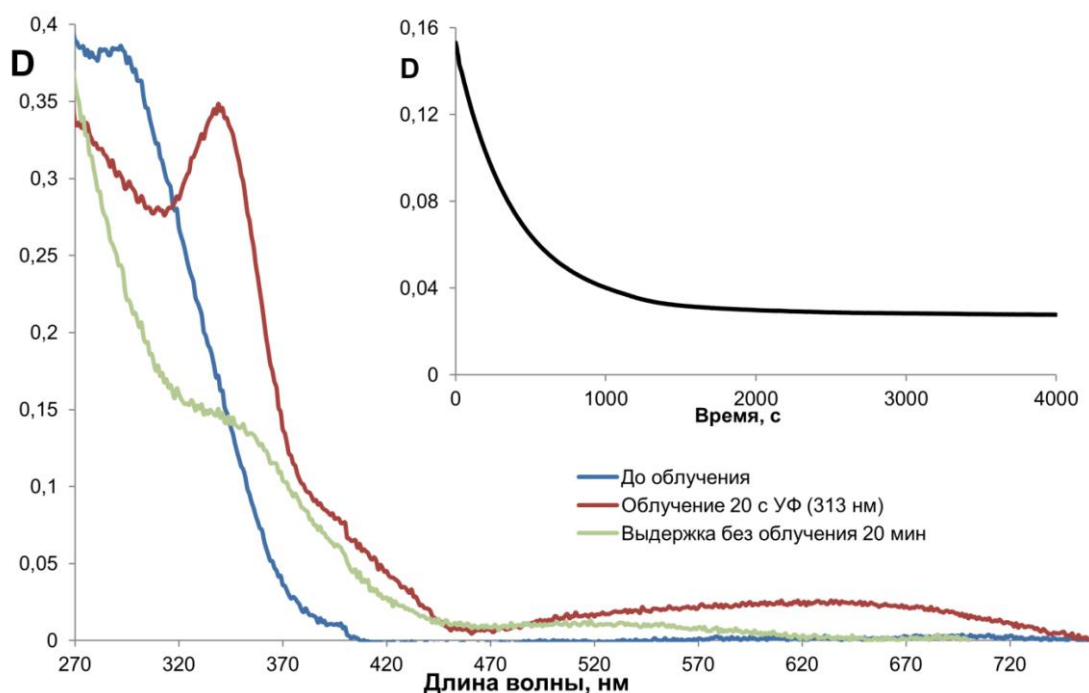 0,4
D
0,35
0,3
0,25
0,2
0,15
0,1
0,05
0
270 320 370 420 470 520 570 620 670 720
Длина волны, нм
0,16
D
0,12
0,08
0,04
0
0 1000 2000 3000 4000
Время, с
До облучения
Облучение 20 с УФ (313 нм)
Выдержка без облучения 20 мин